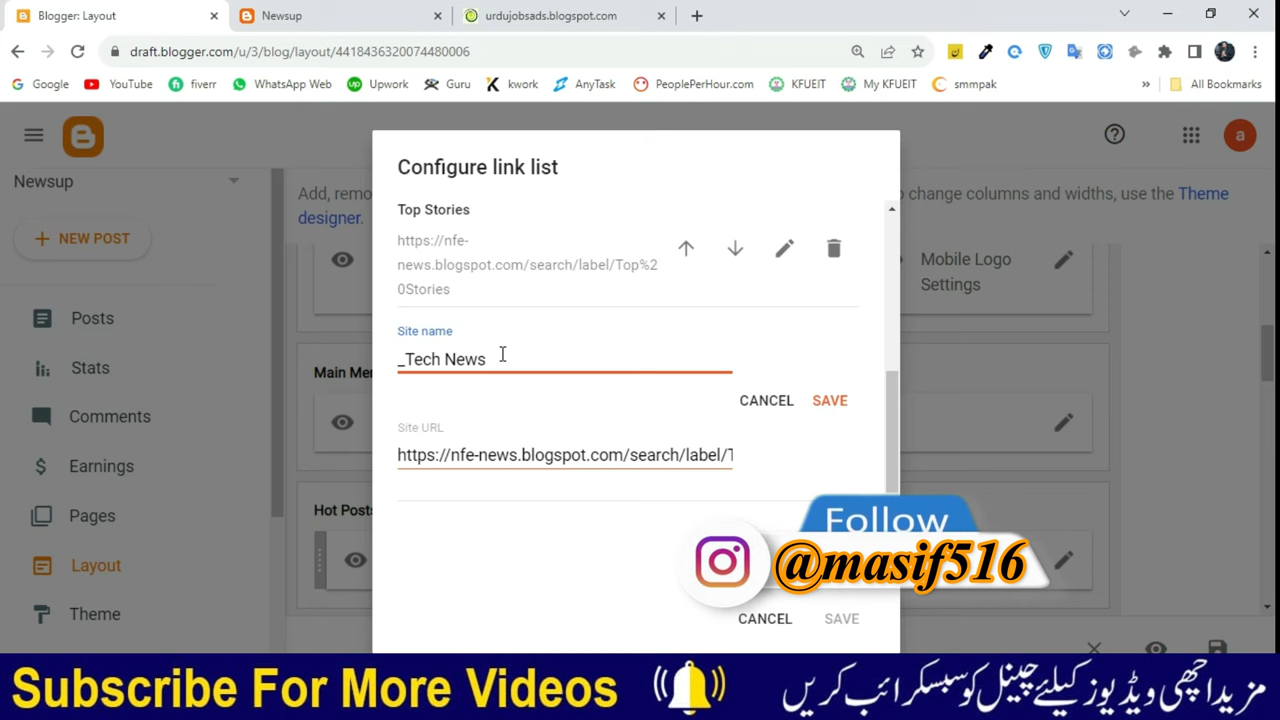 Blogger: Layout
Newsup
urdujobsads.blogspot.com
draft.blogger.com/u/3/blog/layout/4418436320074480006
Google
YouTube
fiverr
WhatsApp Web
Upwork
Guru
kwork
AnyTask
PeoplePerHour.com
KFUEIT
My KFUEIT
smmpak
»
All Bookmarks
a
Newsup
NEW POST
Posts
Stats
Comments
Earnings
Pages
Layout
Theme
Add, remo
o change columns and widths, use the Theme
designer.
Mobile Logo
Settings
Main Me
Hot Posts
Configure link list
Top Stories
https://nfe-
news.blogspot.com/search/label/Top%2
0Stories
Site name
_Tech News
CANCEL SAVE
Site URL
https://nfe-news.blogspot.com/search/label/T
CANCEL SAVE
Follow
@masif516
Subscribe For More Videos
مزید اچھی ویڈیوز کیلئے چینل کو سبسکرائب کریں